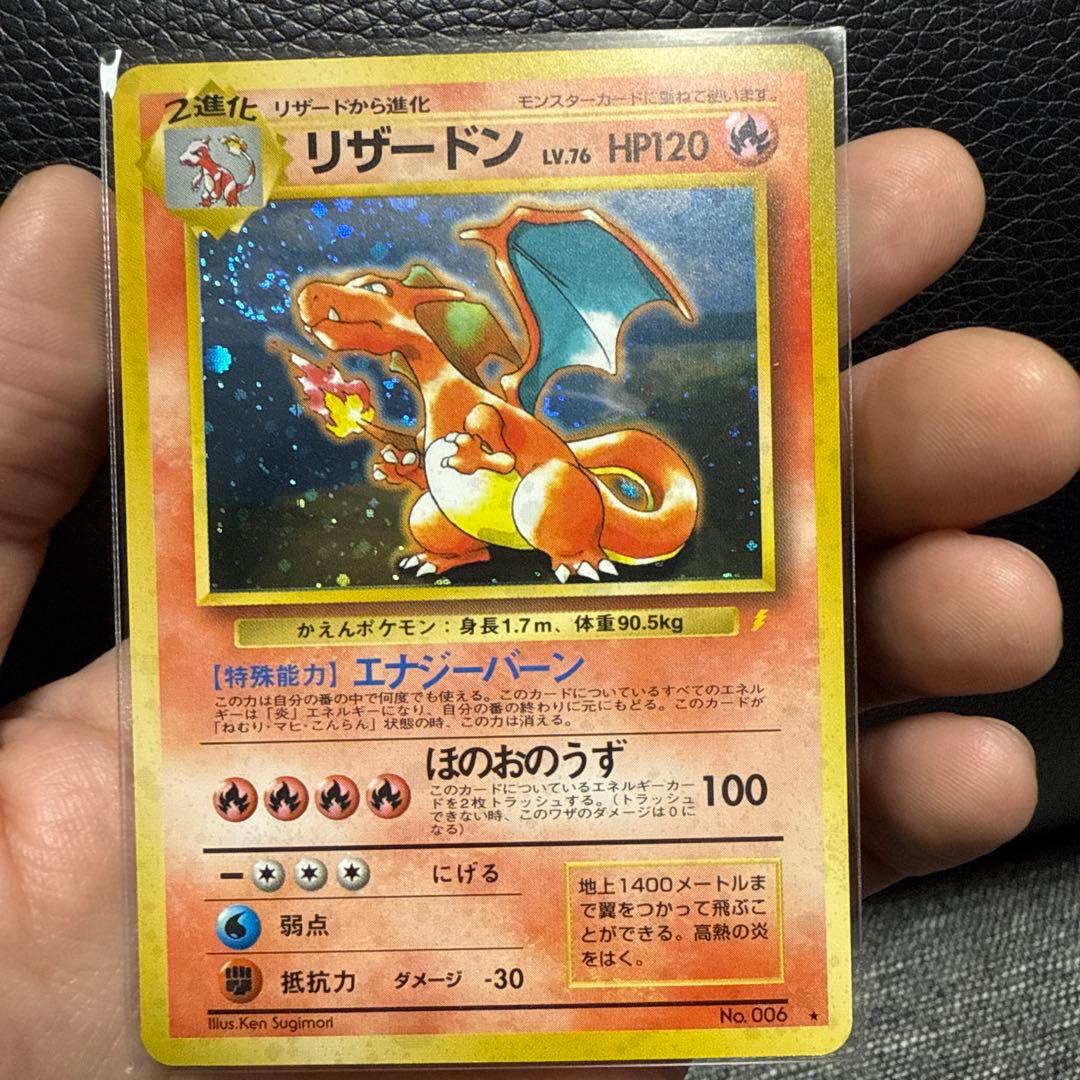 2進化 リザードから進化 モンスターカードに重ねて使います。
リザードン LV.76 HP120
かえんポケモン：身長1.7m、体重90.5kg
【特殊能力】エナジーバーン
この力は自分の番の中で何度でも使える。このカードについているすべてのエネル
ギーは「炎」エネルギーになり、自分の番の終わりに元にもどる。このカードが
「ねむり・マヒ・こんらん」状態の時、この力は消える。
ほのおのうず
このカードについているエネルギーカー
ドを2枚トラッシュする。（トラッシュ
できない時、このワザのダメージは0に
なる）
100
にげる
弱点
抵抗力 ダメージ -30
地上1400メートルま
で翼をつかって飛ぶこ
とができる。高熱の炎
をはく。
Illus.Ken Sugimori No. 006 ★